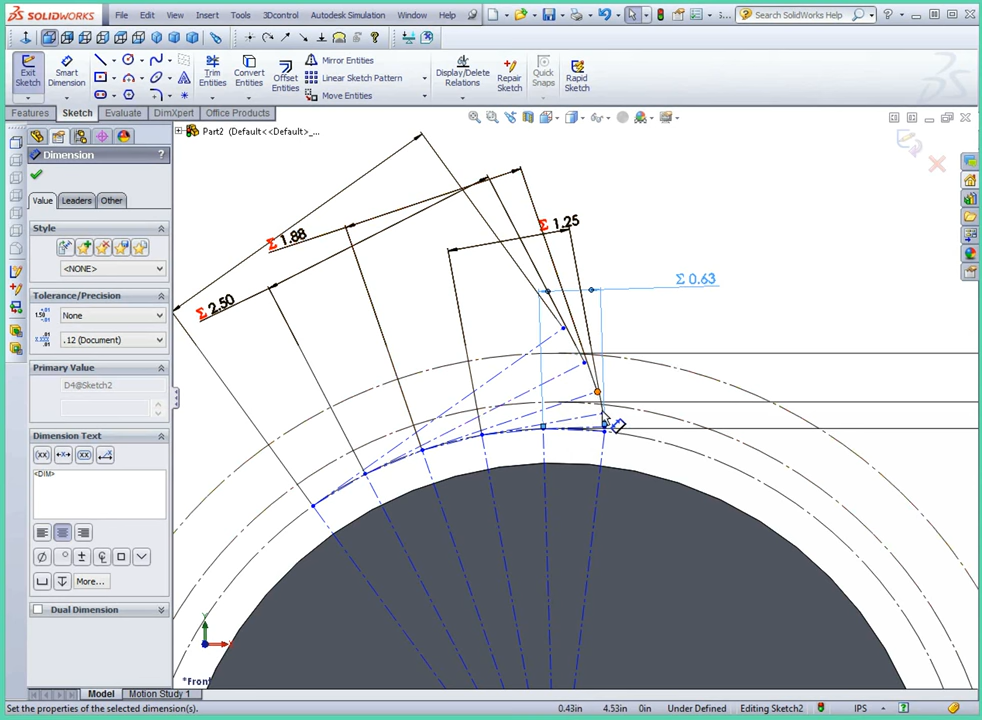 SOLIDWORKS File Edit View Insert Tools 3Dcontrol Autodesk Simulation Window Help Search SolidWorks Help
Exit Sketch
Smart Dimension
Trim Entities
Convert Entities
Offset Entities
Mirror Entities
Linear Sketch Pattern
Move Entities
Display/Delete Relations
Repair Sketch
Quick Snaps
Rapid Sketch
Features Sketch Evaluate DimXpert Office Products
Part2 (Default<<Default>_...
Dimension ?
Value Leaders Other
Style
<NONE>
Tolerance/Precision
None
.12 (Document)
Primary Value
D4@Sketch2
Dimension Text
(xx)
<DIM>
More...
Dual Dimension
Σ 1.88
Σ 1.25
Σ 0.63
Σ 2.50
Y
*Front
Model Motion Study 1
Set the properties of the selected dimension(s). 0.43in 4.53in 0in Under Defined Editing Sketch2 IPS